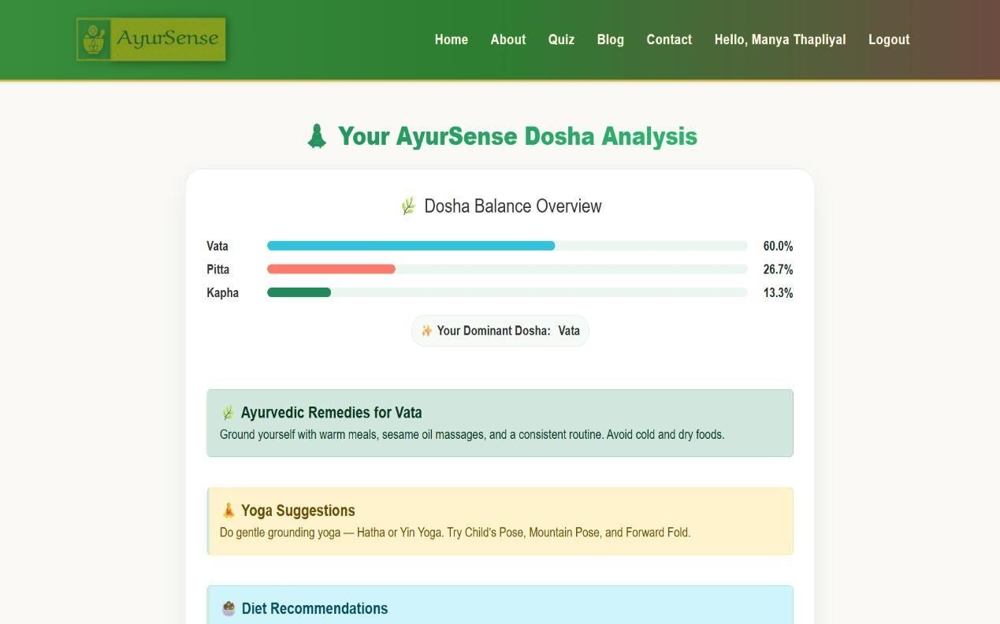 AyurSense
Home About Quiz Blog Contact Hello, Manya Thapliyal Logout
Your AyurSense Dosha Analysis
Dosha Balance Overview
Vata 60.0%
Pitta 26.7%
Kapha 13.3%
Your Dominant Dosha: Vata
Ayurvedic Remedies for Vata
Ground yourself with warm meals, sesame oil massages, and a consistent routine. Avoid cold and dry foods.
Yoga Suggestions
Do gentle grounding yoga — Hatha or Yin Yoga. Try Child's Pose, Mountain Pose, and Forward Fold.
Diet Recommendations